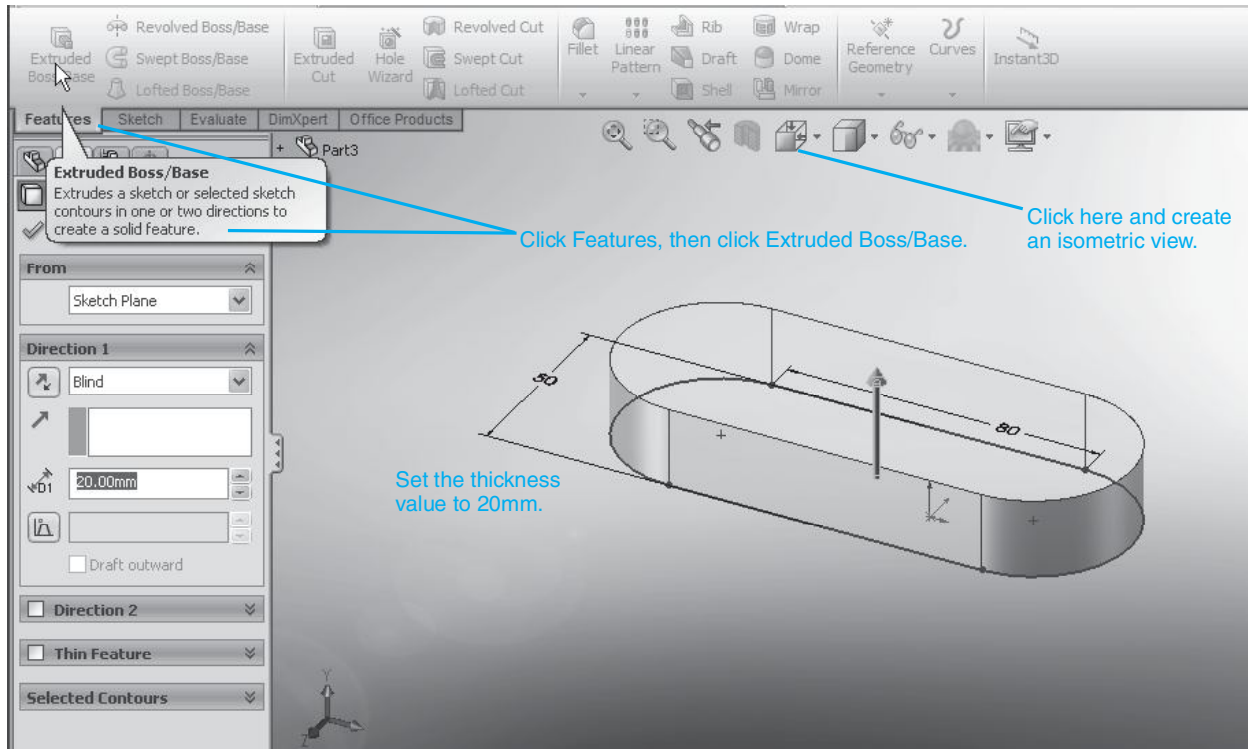 Extruded Boss/Base
Revolved Boss/Base
Swept Boss/Base
Lofted Boss/Base
Extruded Cut
Hole Wizard
Revolved Cut
Swept Cut
Lofted Cut
Fillet
Linear Pattern
Rib
Draft
Shell
Wrap
Dome
Mirror
Reference Geometry
Curves
Instant3D
Features
Sketch
Evaluate
DimXpert
Office Products
+ Part3
Extruded Boss/Base
Extrudes a sketch or selected sketch
contours in one or two directions to
create a solid feature.
Click Features, then click Extruded Boss/Base.
Click here and create
an isometric view.
From
Sketch Plane
Direction 1
Blind
D1
20.00mm
Draft outward
Direction 2
Thin Feature
Selected Contours
50
80
Set the thickness
value to 20mm.
Y
Z